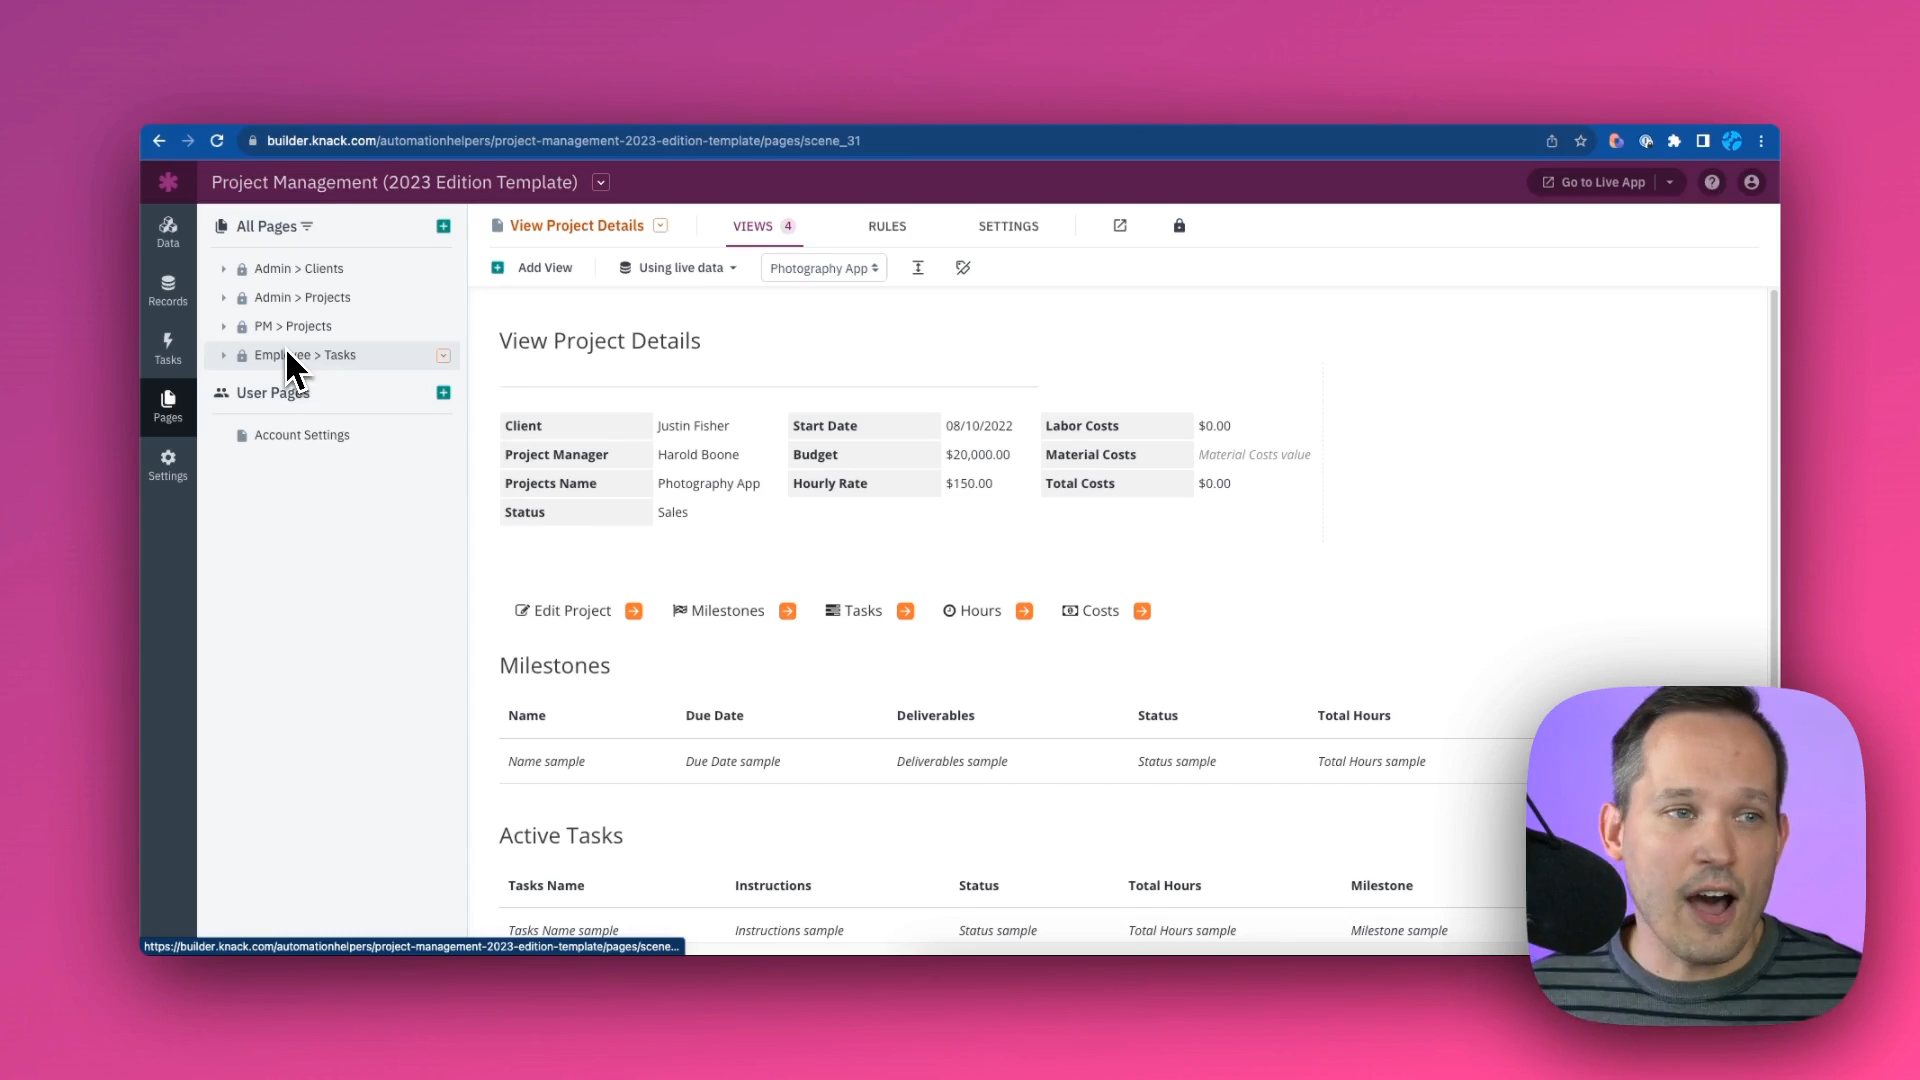 builder.knack.com/automationhelpers/project-management-2023-edition-template/pages/scene_31
Project Management (2023 Edition Template)
Go to Live App
Data
Records
Tasks
Pages
Settings
All Pages
Admin > Clients
Admin > Projects
PM > Projects
Employee > Tasks
User Pages
Account Settings
View Project Details
VIEWS 4
RULES
SETTINGS
Add View
Using live data
Photography App
View Project Details
Client Justin Fisher Start Date 08/10/2022 Labor Costs $0.00
Project Manager Harold Boone Budget $20,000.00 Material Costs Material Costs value
Projects Name Photography App Hourly Rate $150.00 Total Costs $0.00
Status Sales
Edit Project Milestones Tasks Hours Costs
Milestones
Name Due Date Deliverables Status Total Hours
Name sample Due Date sample Deliverables sample Status sample Total Hours sample
Active Tasks
Tasks Name Instructions Status Total Hours Milestone
Tasks Name sample Instructions sample Status sample Total Hours sample Milestone sample
https://builder.knack.com/automationhelpers/project-management-2023-edition-template/pages/scene...